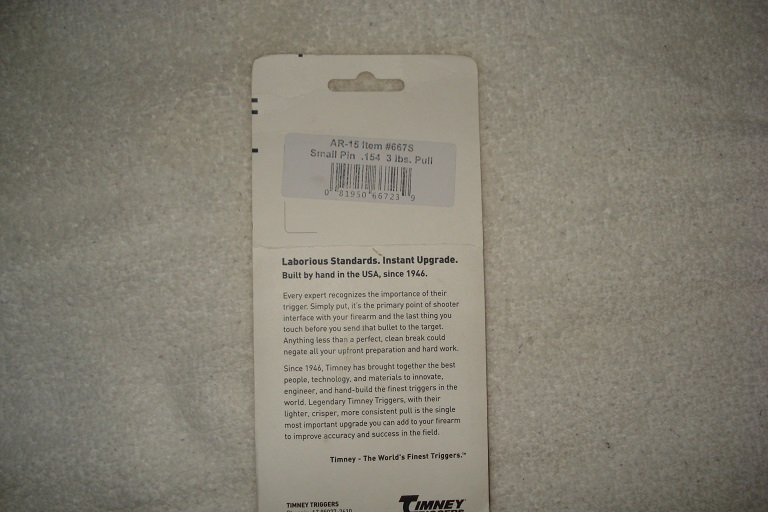 AR-15 Item #667S
Small Pin .154 3 lbs. Pull
0 81950 66723 9
Laborious Standards. Instant Upgrade.
Built by hand in the USA, since 1946.
Every expert recognizes the importance of their
trigger. Simply put, it's the primary point of shooter
interface with your firearm and the last thing you
touch before you send that bullet to the target.
Anything less than a perfect, clean break could
negate all your upfront preparation and hard work.
Since 1946, Timney has brought together the best
people, technology, and materials to innovate,
engineer, and hand-build the finest triggers in the
world. Legendary Timney Triggers, with their
lighter, crisper, more consistent pull is the single
most important upgrade you can add to your firearm
to improve accuracy and success in the field.
Timney - The World's Finest Triggers.™
TIMNEY TRIGGERS
TIMNEY
TRIGGERS